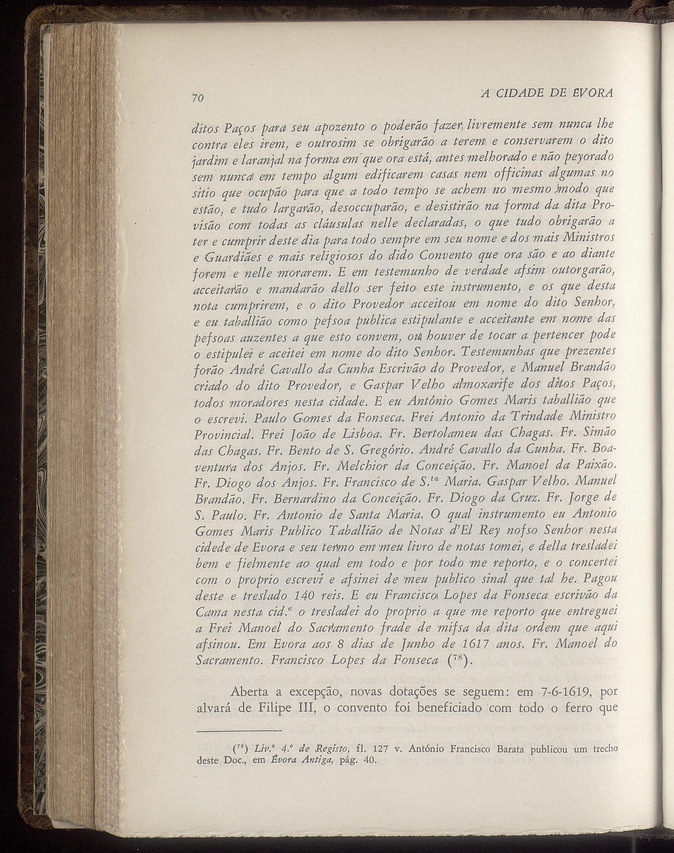 70
A CIDADE DE ÉVORA
ditos Paços para seu apozento o poderão fazer, livremente sem nunca lhe
contra eles irem, e outrosim se obrigarão a terem e conservarem o dito
jardim e laranjal na forma em que ora está, antes melhorado e não peyorado
sem nunca em tempo algum edificarem casas nem officinas algumas no
sitio que ocupão para que a todo tempo se achem no mesmo modo que
estão, e tudo largarão, desoccuparão, e desistirão na forma da dita Pro-
visão com todas as cláusulas nelle declaradas, o que tudo obrigarão a
ter e cumprir deste dia para todo sempre em seu nome e dos mais Ministros
e Guardiães e mais religiosos do dido Convento que ora são e ao diante
forem e nelle morarem. E em testemunho de verdade afsim outorgarão,
acceitarão e mandarão dello ser feito este instrumento, e os que desta
nota cumprirem, e o dito Provedor acceitou em nome do dito Senhor,
e eu taballião como pefsoa publica estipulante e acceitante em nome das
pefsoas auzentes a que esto convem, ou houver de tocar a pertencer pode
o estipulei e aceitei em nome do dito Senhor. Testemunhas que prezentes
forão André Cavallo da Cunha Escrivão do Provedor, e Manuel Brandão
criado do dito Provedor, e Gaspar Velho almoxarife dos ditos Paços,
todos moradores nesta cidade. E eu António Gomes Maris taballião que
o escrevi. Paulo Gomes da Fonseca. Frei Antonio da Trindade Ministro
Provincial. Frei João de Lisboa. Fr. Bertolameu das Chagas. Fr. Simão
das Chagas. Fr. Bento de S. Gregório. André Cavallo da Cunha. Fr. Boa-
ventura dos Anjos. Fr. Melchior da Conceição. Fr. Manoel da Paixão.
Fr. Diogo dos Anjos. Fr. Francisco de S.ta Maria. Gaspar Velho. Manuel
Brandão. Fr. Bernardino da Conceição. Fr. Diogo da Cruz. Fr. Jorge de
S. Paulo. Fr. Antonio de Santa Maria. O qual instrumento eu Antonio
Gomes Maris Publico Taballião de Notas d'El Rey nofso Senhor nesta
cidede de Evora e seu termo em meu livro de notas tomei, e della tresladei
bem e fielmente ao qual em todo e por todo me reporto, e o concertei
com o proprio escrevi e afsinei de meu publico sinal que tal he. Pagou
deste e treslado 140 reis. E eu Francisco Lopes da Fonseca escrivão da
Cama nesta cid.e o tresladei do proprio a que me reporto que entreguei
a Frei Manoel do Sacramento frade de mifsa da dita ordem que aqui
afsinou. Em Evora aos 8 dias de Junho de 1617 anos. Fr. Manoel do
Sacramento. Francisco Lopes da Fonseca (78).
Aberta a excepção, novas dotações se seguem: em 7-6-1619, por
alvará de Filipe III, o convento foi beneficiado com todo o ferro que
(78) Liv.º 4.º de Registo, fl. 127 v. António Francisco Barata publicou um trecho
deste Doc., em Évora Antiga, pág. 40.